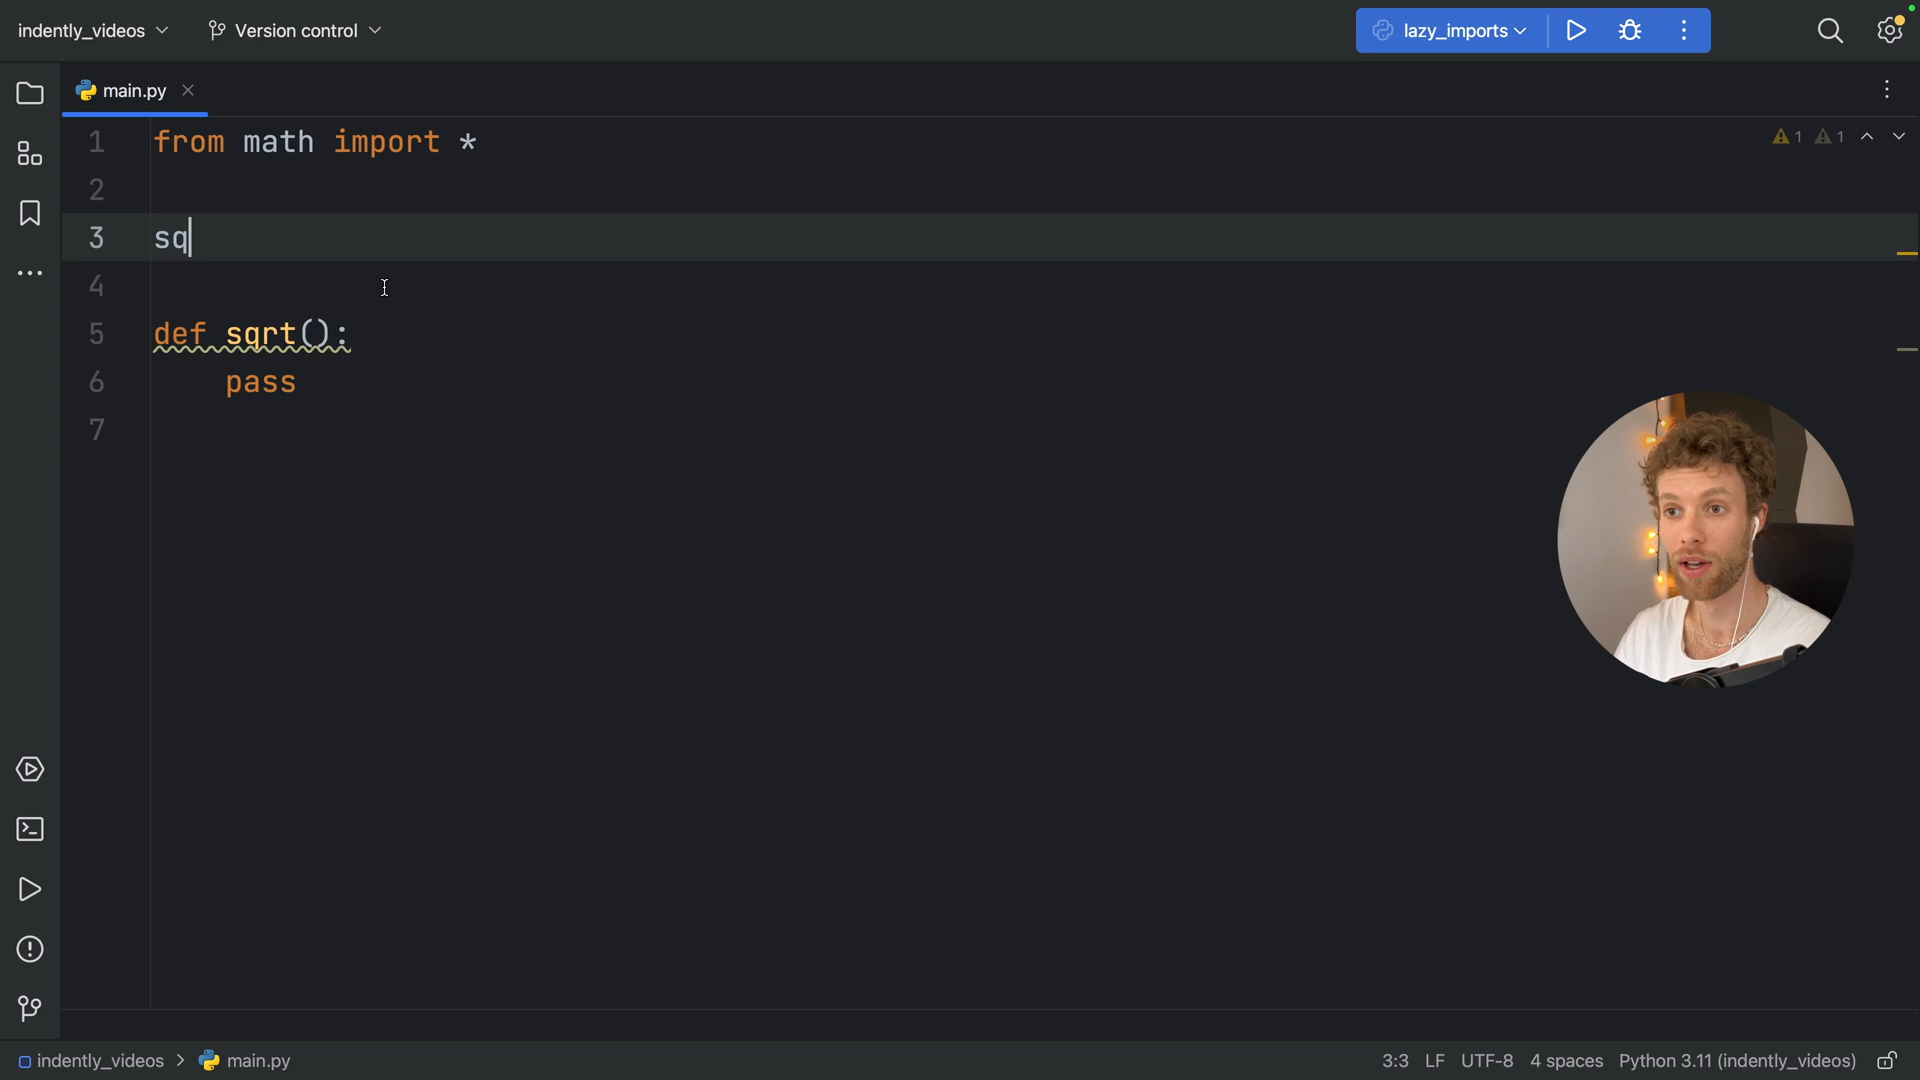 indently_videos Version control lazy_imports
main.py
1 from math import * 1 1
2
3 sq
4
5 def sqrt():
6 pass
7
indently_videos > main.py 3:3 LF UTF-8 4 spaces Python 3.11 (indently_videos)